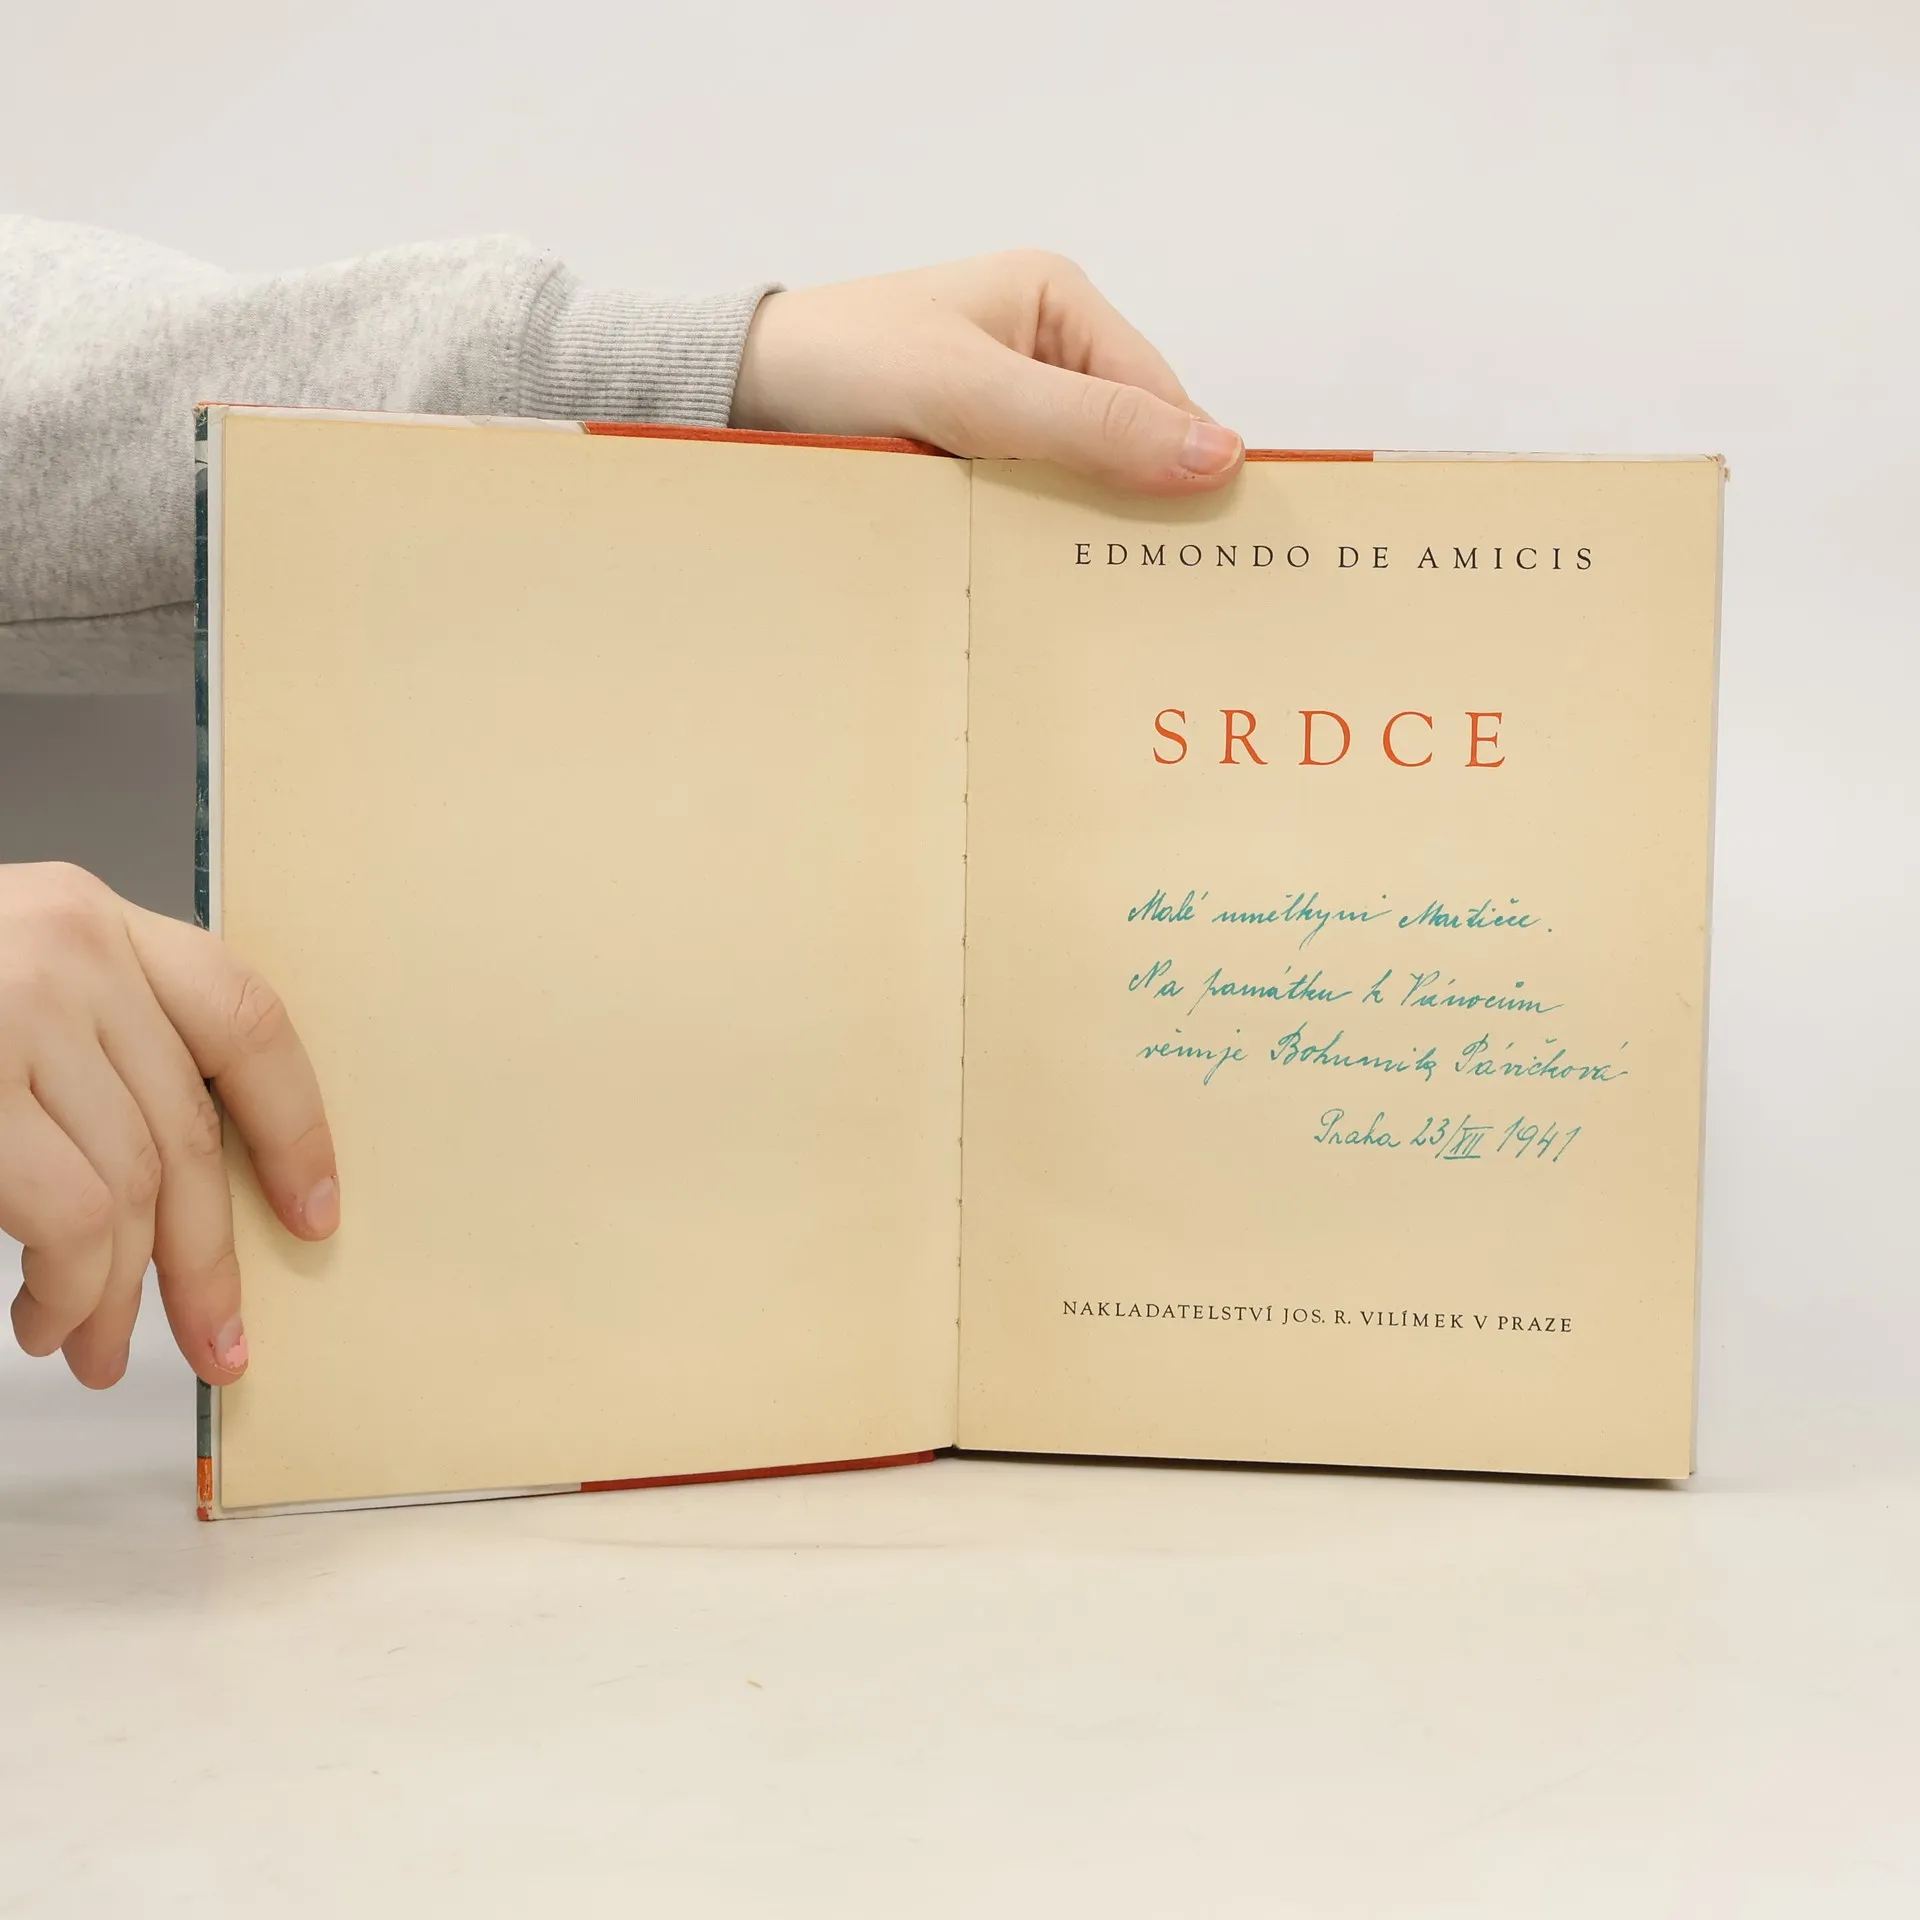 EDMONDO DE AMICIS
SRDCE
Malé umělkyni Martičce.
Na památku k Vánocům
věnuje Bohumila Pávičková
Praha 23/XII 1941
NAKLADATELSTVÍ JOS. R. VILÍMEK V PRAZE